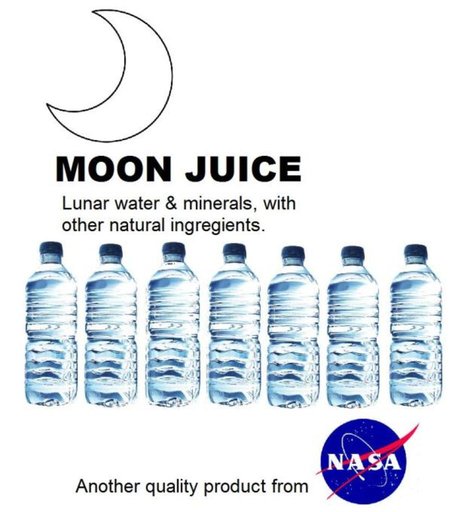 MOON JUICE
Lunar water & minerals, with
other natural ingregients.
Another quality product from
NASA